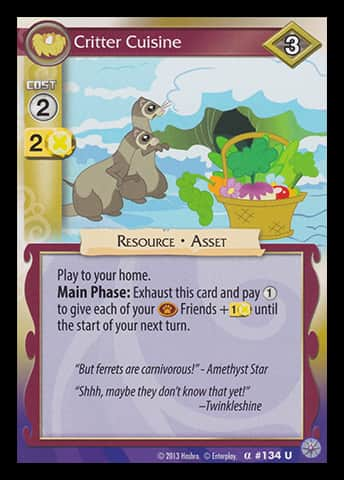 Critter Cuisine
3
COST
2
2
RESOURCE • ASSET
Play to your home.
Main Phase: Exhaust this card and pay 1
to give each of your Friends +1 until
the start of your next turn.
"But ferrets are carnivorous!" - Amethyst Star
"Shhh, maybe they don't know that yet!"
–Twinkleshine
© 2013 Hasbro. © Enterplay. α #134 U